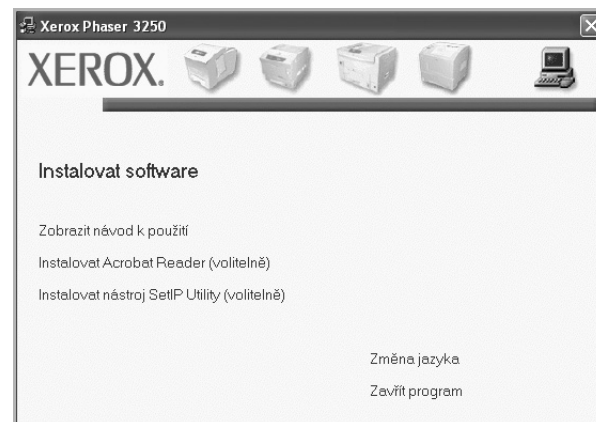 Xerox Phaser 3250
XEROX.
Instalovat software
Zobrazit návod k použití
Instalovat Acrobat Reader (volitelně)
Instalovat nástroj SetIP Utility (volitelně)
Změna jazyka
Zavřít program